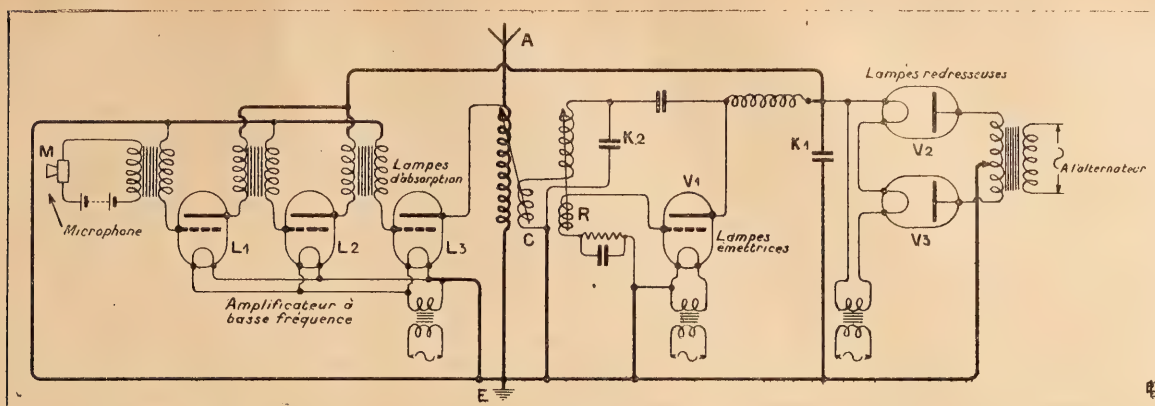 A
Lampes redresseuses
M
Microphone
Lampes
d'absorption
L1
L2
L3
Amplificateur à
basse fréquence
E
C
K2
R
V1
Lampes
émettrices
K1
V2
V3
A l'alternateur